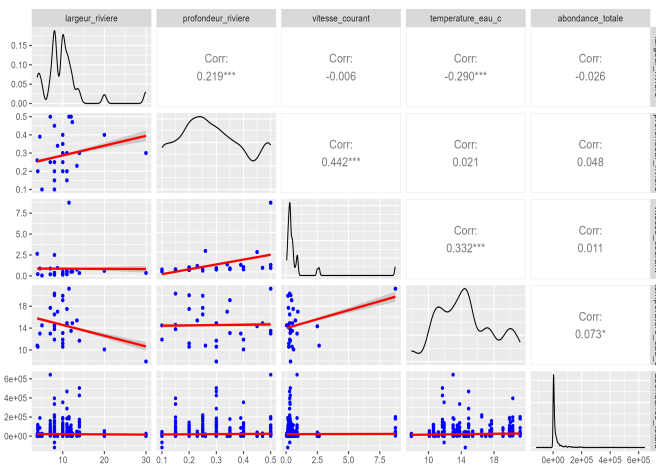 largeur_riviere profondeur_riviere vitesse_courant temperature_eau_c abondance_totale
0.15
0.10
0.05
0.00
Corr: Corr: Corr: Corr:
0.219*** -0.006 -0.290*** -0.026
0.5
0.4
0.3
0.2
0.1
Corr: Corr: Corr:
0.442*** 0.021 0.048
7.5
5.0
2.5
0.0
Corr: Corr:
0.332*** 0.011
18
14
10
Corr:
0.073*
6e+05
4e+05
2e+05
0e+00
10 20 30 0.1 0.2 0.3 0.4 0.5 0.0 2.5 5.0 7.5 10 14 18 0e+00 2e+05 4e+05 6e+05